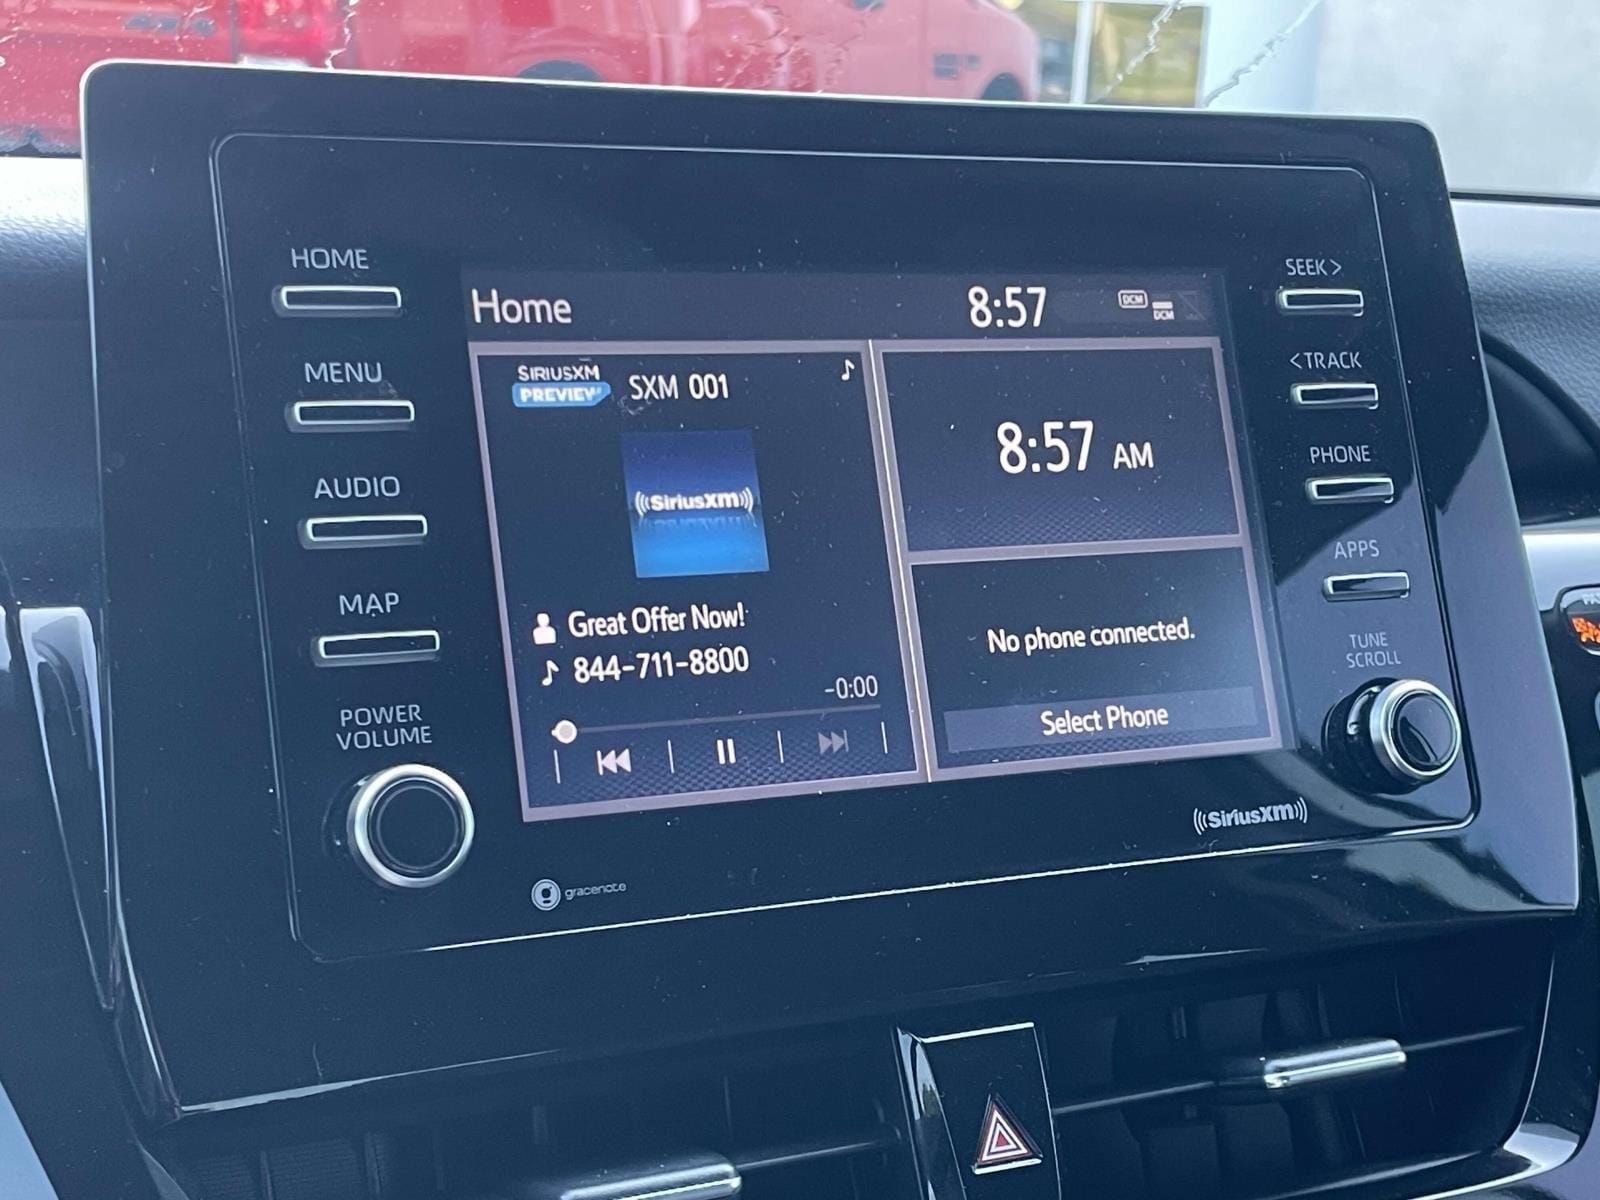 HOME
MENU
AUDIO
MAP
POWER
VOLUME
Home
8:57
DCM
DCM
SIRIUSXM
PREVIEW
SXM 001
((SiriusXM))
Great Offer Now!
844-711-8800
-0:00
8:57 AM
No phone connected.
Select Phone
SEEK >
< TRACK
PHONE
APPS
TUNE
SCROLL
((SiriusXM))
gracenote